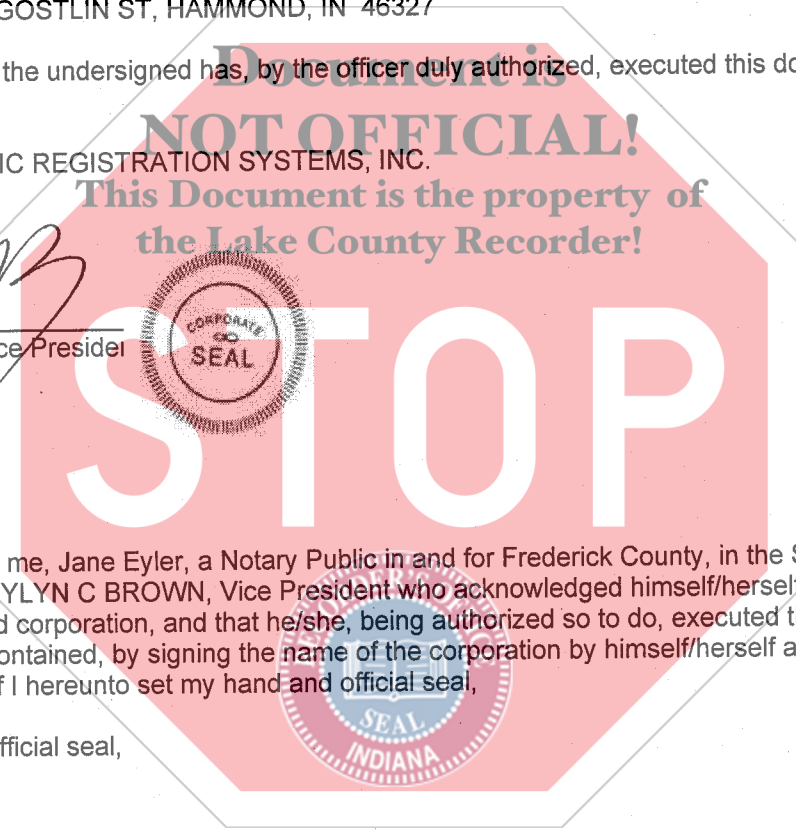 GOSTLIN ST, HAMMOND, IN 46327
Document is
the undersigned has, by the officer duly authorized, executed this do
NOT OFFICIAL!
IC REGISTRATION SYSTEMS, INC.
This Document is the property of
the Lake County Recorder!
CORPORATE
SEAL
ce Presider
STOP
me, Jane Eyler, a Notary Public in and for Frederick County, in the S
YLYN C BROWN, Vice President who acknowledged himself/herself
d corporation, and that he/she, being authorized so to do, executed t
ontained, by signing the name of the corporation by himself/herself a
f I hereunto set my hand and official seal,
RECORDER'S OFFICE
SEAL
INDIANA
fficial seal,